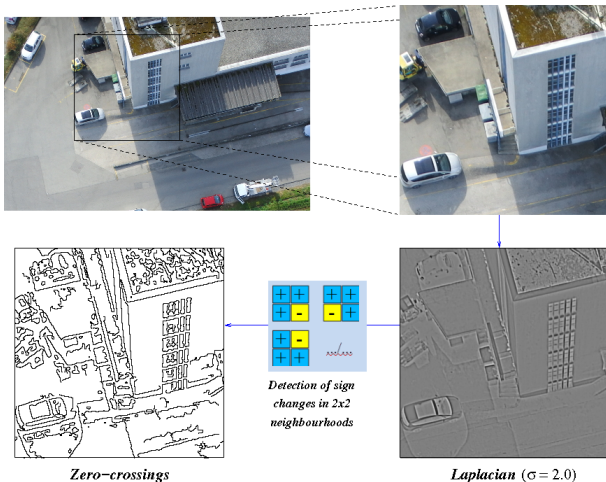 + + + +
+ - - +
+ -
+ +
Detection of sign
changes in 2x2
neighbourhoods
Zero-crossings
Laplacian (σ = 2.0)